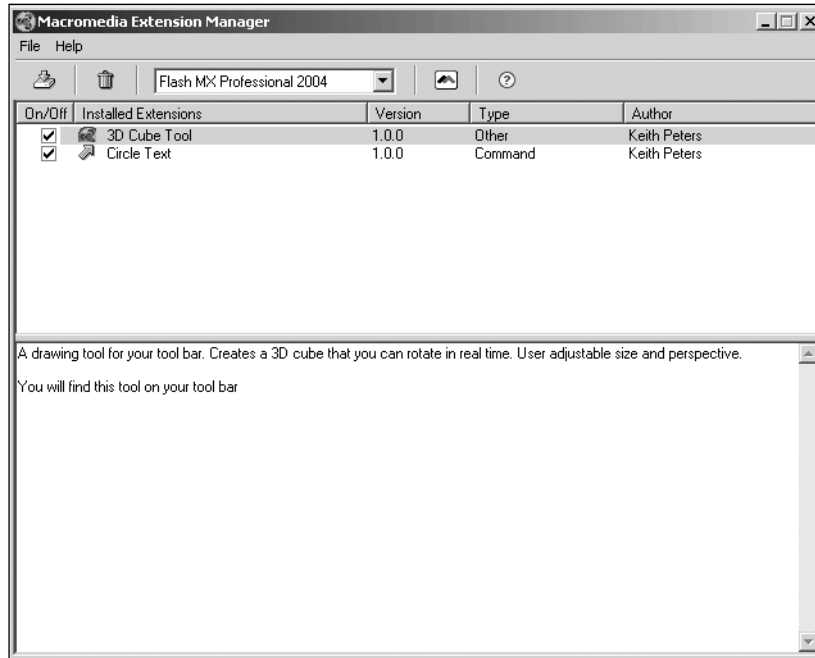 Macromedia Extension Manager
File Help
Flash MX Professional 2004
On/Off Installed Extensions Version Type Author
3D Cube Tool 1.0.0 Other Keith Peters
Circle Text 1.0.0 Command Keith Peters
A drawing tool for your tool bar. Creates a 3D cube that you can rotate in real time. User adjustable size and perspective.
You will find this tool on your tool bar